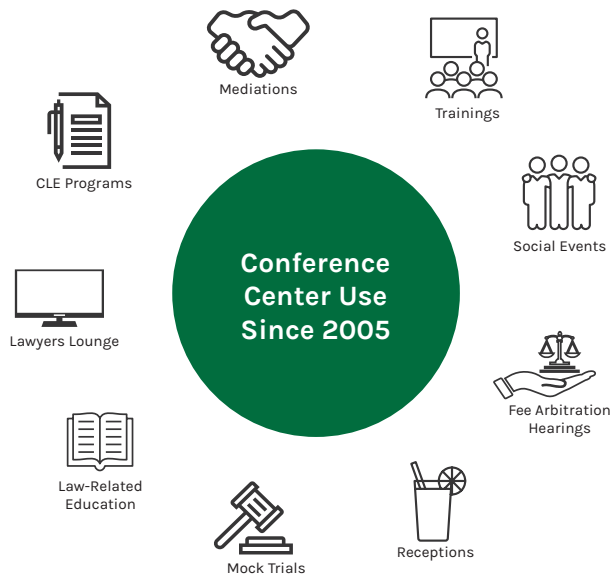 Mediations
Trainings
CLE Programs
Social Events
Conference
Center Use
Since 2005
Lawyers Lounge
Fee Arbitration
Hearings
Law-Related
Education
Receptions
Mock Trials